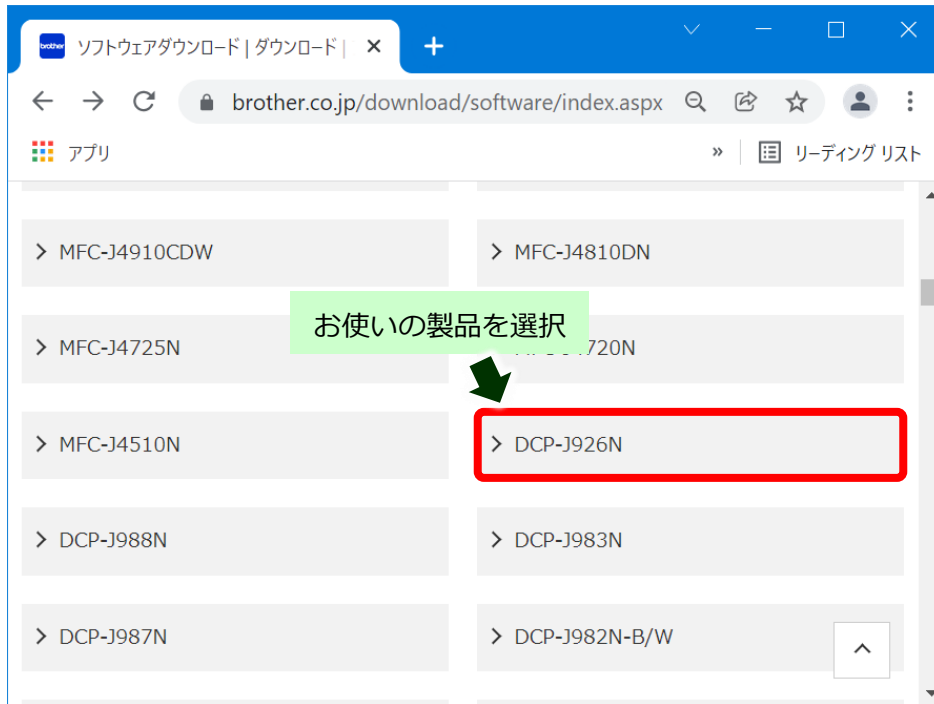 brother
ソフトウェアダウンロード | ダウンロード |
brother.co.jp/download/software/index.aspx
アプリ
»
リーディング リスト
MFC-J4910CDW
MFC-J4810DN
お使いの製品を選択
MFC-J4725N
720N
MFC-J4510N
DCP-J926N
DCP-J988N
DCP-J983N
DCP-J987N
DCP-J982N-B/W